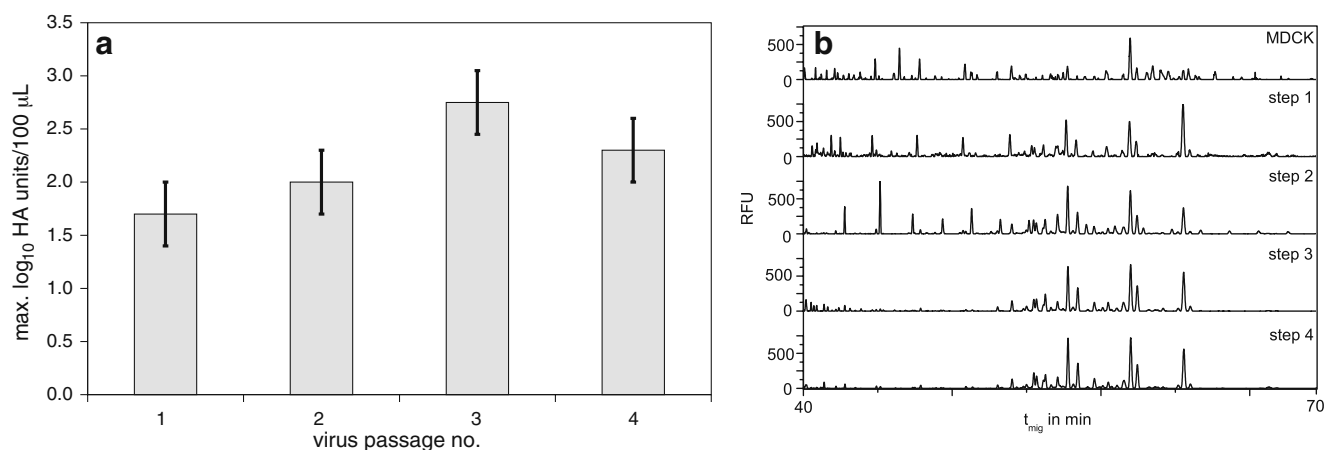 a
3.5
3.0
2.5
2.0
1.5
1.0
0.5
0.0
max. log10 HA units/100 µL
1 2 3 4
virus passage no.
b
MDCK
500
0
step 1
500
0
step 2
500
0
step 3
500
0
step 4
500
0
RFU
40 70
tmig in min